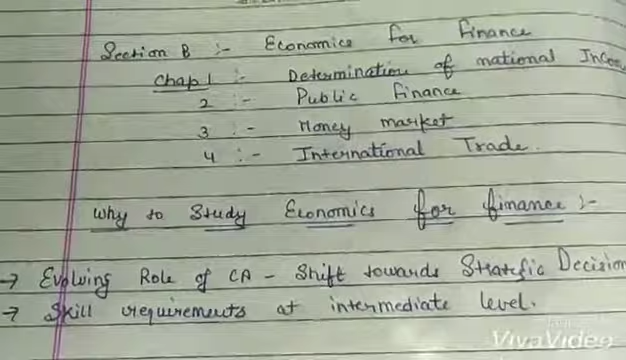 Section B :- Economics for finance
Chap 1 :- Determination of national Incom
2 :- Public finance
3 :- Money market
4 :- International Trade.
Why to Study Economics for finance :-
→ Evolving Role of CA - Shift towards Strategic Decision
→ Skill requirements at intermediate level.
VivaVideo